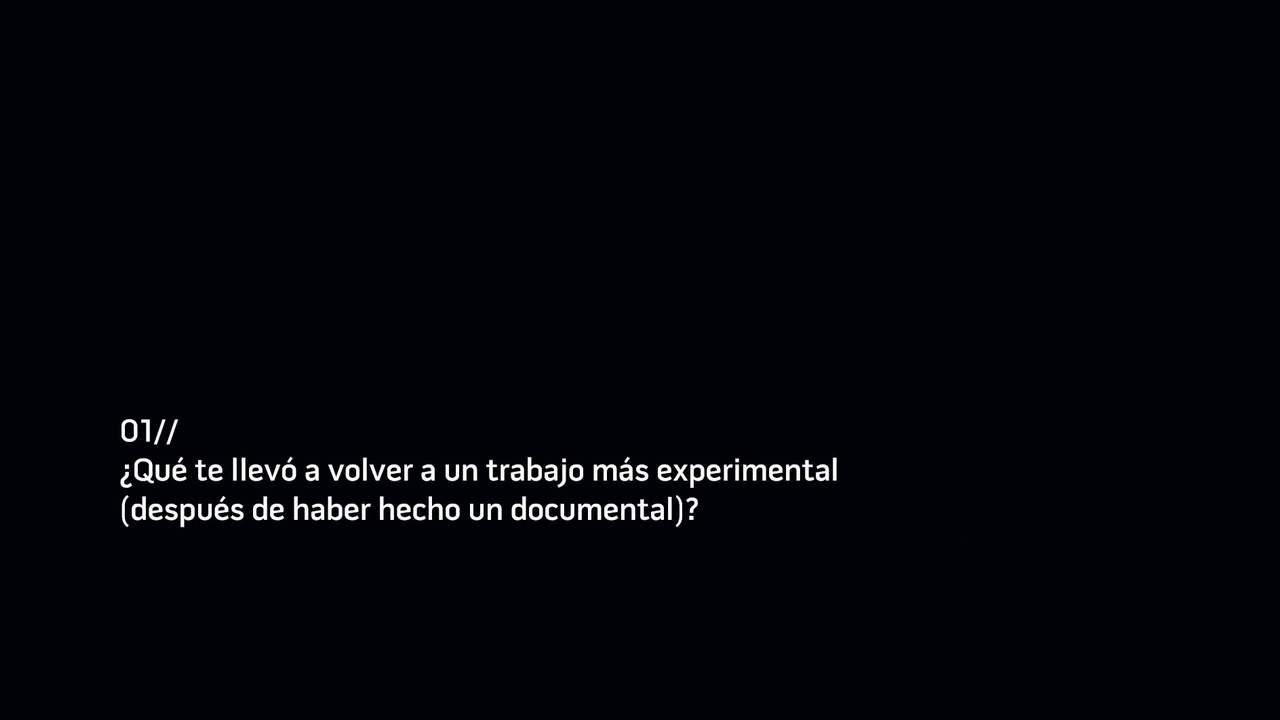 01//
¿Qué te llevó a volver a un trabajo más experimental
(después de haber hecho un documental)?